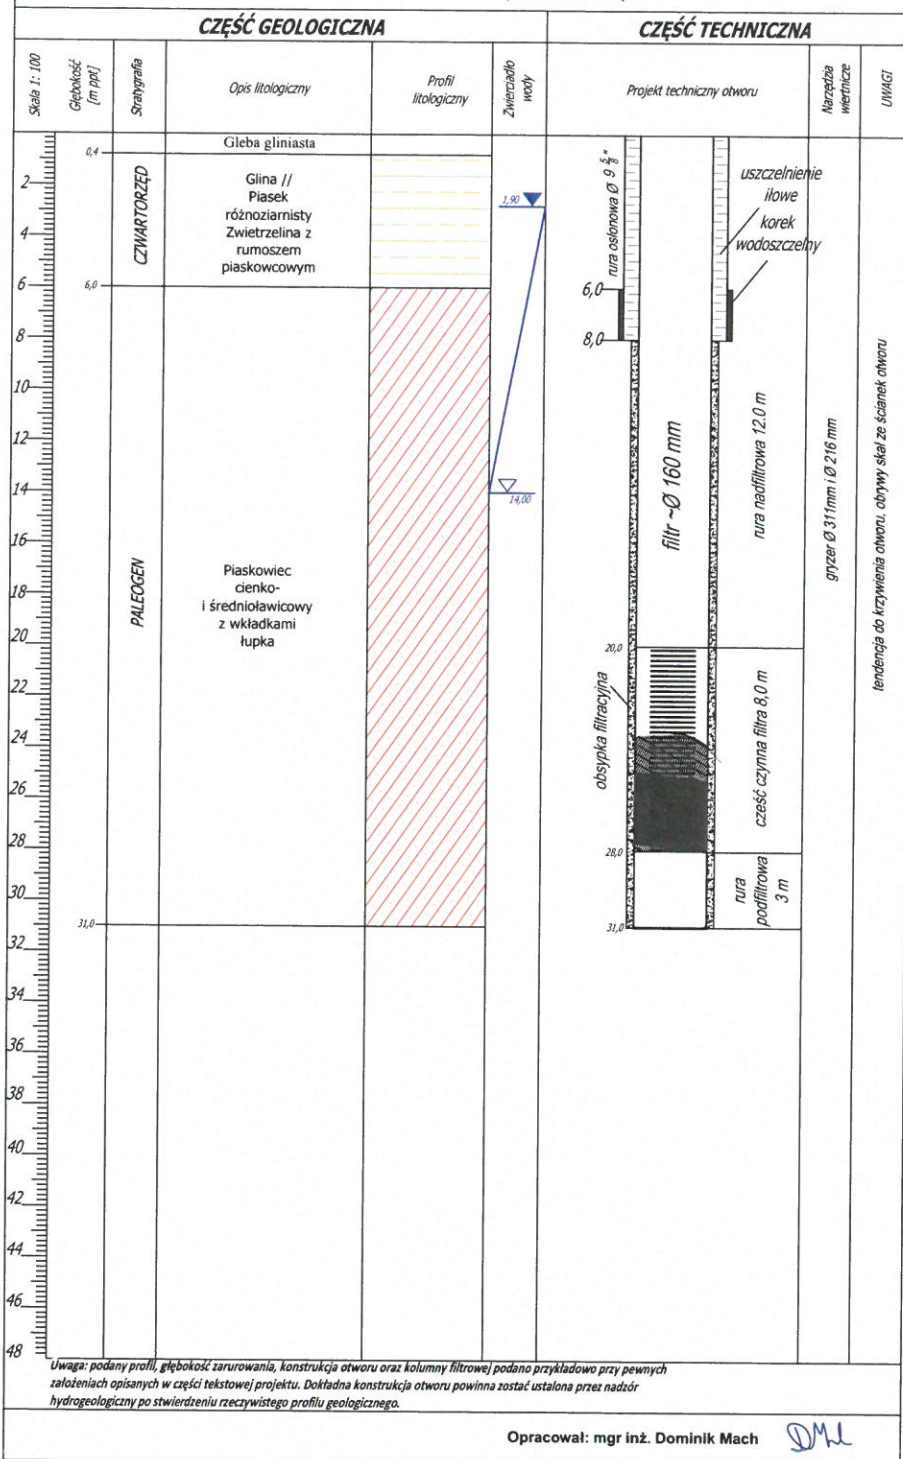 CZĘŚĆ GEOLOGICZNA
CZĘŚĆ TECHNICZNA
Skala 1: 100
Głębokość
[m ppt]
Stratygrafia
Opis litologiczny
Profil
litologiczny
Zwierciadło
wody
Projekt techniczny otworu
Narzędzia
wiertnicze
UWAGI
2
4
6
8
10
12
14
16
18
20
22
24
26
28
30
32
34
36
38
40
42
44
46
48
0,4
6,0
31,0
CZWARTORZĘD
PALEOGEN
Gleba gliniasta
Glina //
Piasek
różnoziarnisty
Zwietrzelina z
rumoszem
piaskowcowym
Piaskowiec
cienko-
i średnioławicowy
z wkładkami
łupka
1,90
14,00
rura osłonowa Ø 9 5/8"
uszczelnienie
iłowe
korek
wodoszczelny
6,0
8,0
filtr ~Ø 160 mm
rura nadfiltrowa 12.0 m
20,0
obsypka filtracyjna
cześć czynna filtra 8,0 m
28,0
rura
podfiltrowa
3 m
31,0
gryzer Ø 311mm i Ø 216 mm
tendencja do krzywienia otworu, obrywy skał ze ścianek otworu
Uwaga: podany profil, głębokość zarurowania, konstrukcja otworu oraz kolumny filtrowej podano przykładowo przy pewnych
założeniach opisanych w części tekstowej projektu. Dokładna konstrukcja otworu powinna zostać ustalona przez nadzór
hydrogeologiczny po stwierdzeniu rzeczywistego profilu geologicznego.
Opracował: mgr inż. Dominik Mach